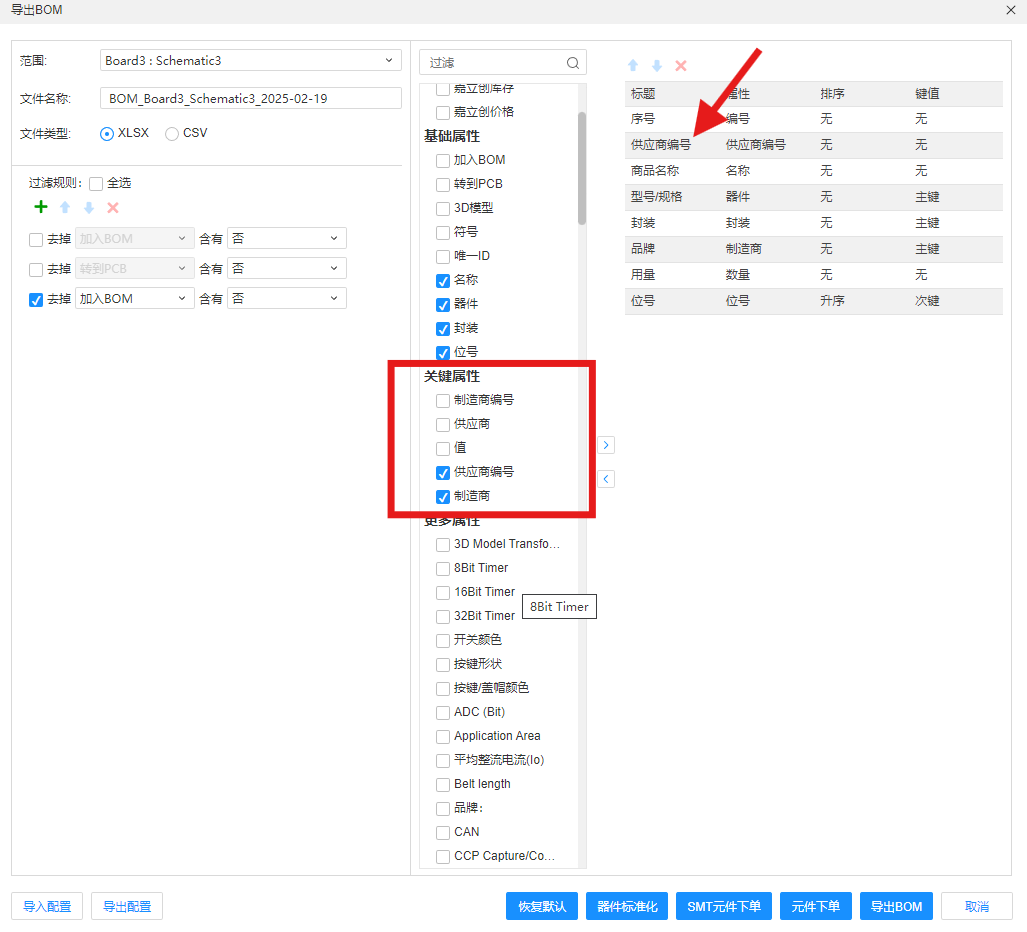 导出BOM
范围:
Board3 : Schematic3
文件名称:
BOM_Board3_Schematic3_2025-02-19
文件类型:
XLSX
CSV
过滤规则:
全选
去掉 加入BOM 含有 否
去掉 转到PCB 含有 否
去掉 加入BOM 含有 否
过滤
嘉立创库存
嘉立创价格
基础属性
加入BOM
转到PCB
3D模型
符号
唯一ID
名称
器件
封装
位号
关键属性
制造商编号
供应商
值
供应商编号
制造商
更多属性
3D Model Transfo...
8Bit Timer
16Bit Timer
8Bit Timer
32Bit Timer
开关颜色
按键形状
按键/盖帽颜色
ADC (Bit)
Application Area
平均整流电流(Io)
Belt length
品牌:
CAN
CCP Capture/Co...
标题 属性 排序 键值
序号 编号 无 无
供应商编号 供应商编号 无 无
商品名称 名称 无 无
型号/规格 器件 无 主键
封装 封装 无 主键
品牌 制造商 无 主键
用量 数量 无 无
位号 位号 升序 次键
导入配置
导出配置
恢复默认
器件标准化
SMT元件下单
元件下单
导出BOM
取消